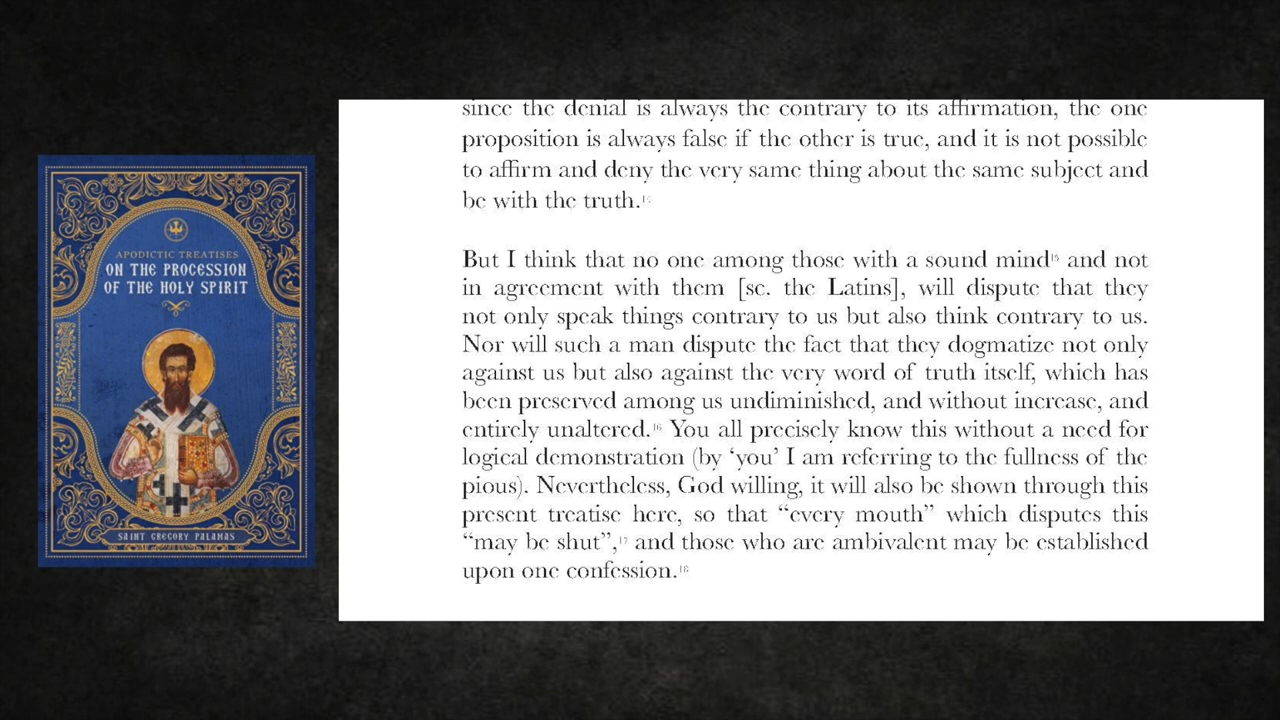 APODICTIC TREATISES
ON THE PROCESSION
OF THE HOLY SPIRIT
SAINT GREGORY PALAMAS
since the denial is always the contrary to its affirmation, the one
proposition is always false if the other is true, and it is not possible
to affirm and deny the very same thing about the same subject and
be with the truth.
But I think that no one among those with a sound mind15 and not
in agreement with them [sc. the Latins], will dispute that they
not only speak things contrary to us but also think contrary to us.
Nor will such a man dispute the fact that they dogmatize not only
against us but also against the very word of truth itself, which has
been preserved among us undiminished, and without increase, and
entirely unaltered.16 You all precisely know this without a need for
logical demonstration (by ‘you’ I am referring to the fullness of the
pious). Nevertheless, God willing, it will also be shown through this
present treatise here, so that “every mouth” which disputes this
“may be shut”,17 and those who are ambivalent may be established
upon one confession.18